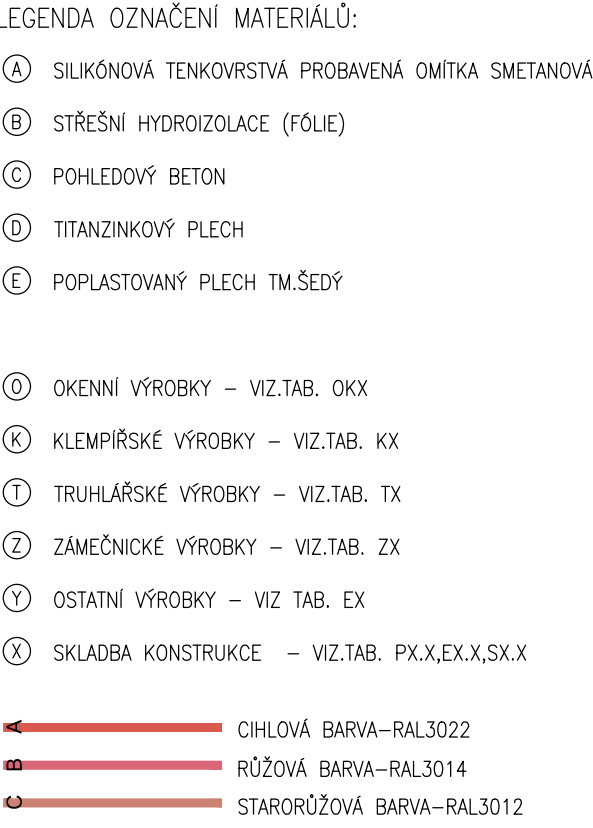 LEGENDA OZNAČENÍ MATERIÁLŮ:
A SILIKÓNOVÁ TENKOVRSTVÁ PROBAVENÁ OMÍTKA SMETANOVÁ
B STŘEŠNÍ HYDROIZOLACE (FÓLIE)
C POHLEDOVÝ BETON
D TITANZINKOVÝ PLECH
E POPLASTOVANÝ PLECH TM.ŠEDÝ
O OKENNÍ VÝROBKY – VIZ.TAB. OKX
K KLEMPÍŘSKÉ VÝROBKY – VIZ.TAB. KX
T TRUHLÁŘSKÉ VÝROBKY – VIZ.TAB. TX
Z ZÁMEČNICKÉ VÝROBKY – VIZ.TAB. ZX
Y OSTATNÍ VÝROBKY – VIZ TAB. EX
X SKLADBA KONSTRUKCE – VIZ.TAB. PX.X,EX.X,SX.X
A CIHLOVÁ BARVA–RAL3022
B RŮŽOVÁ BARVA–RAL3014
C STARORŮŽOVÁ BARVA–RAL3012